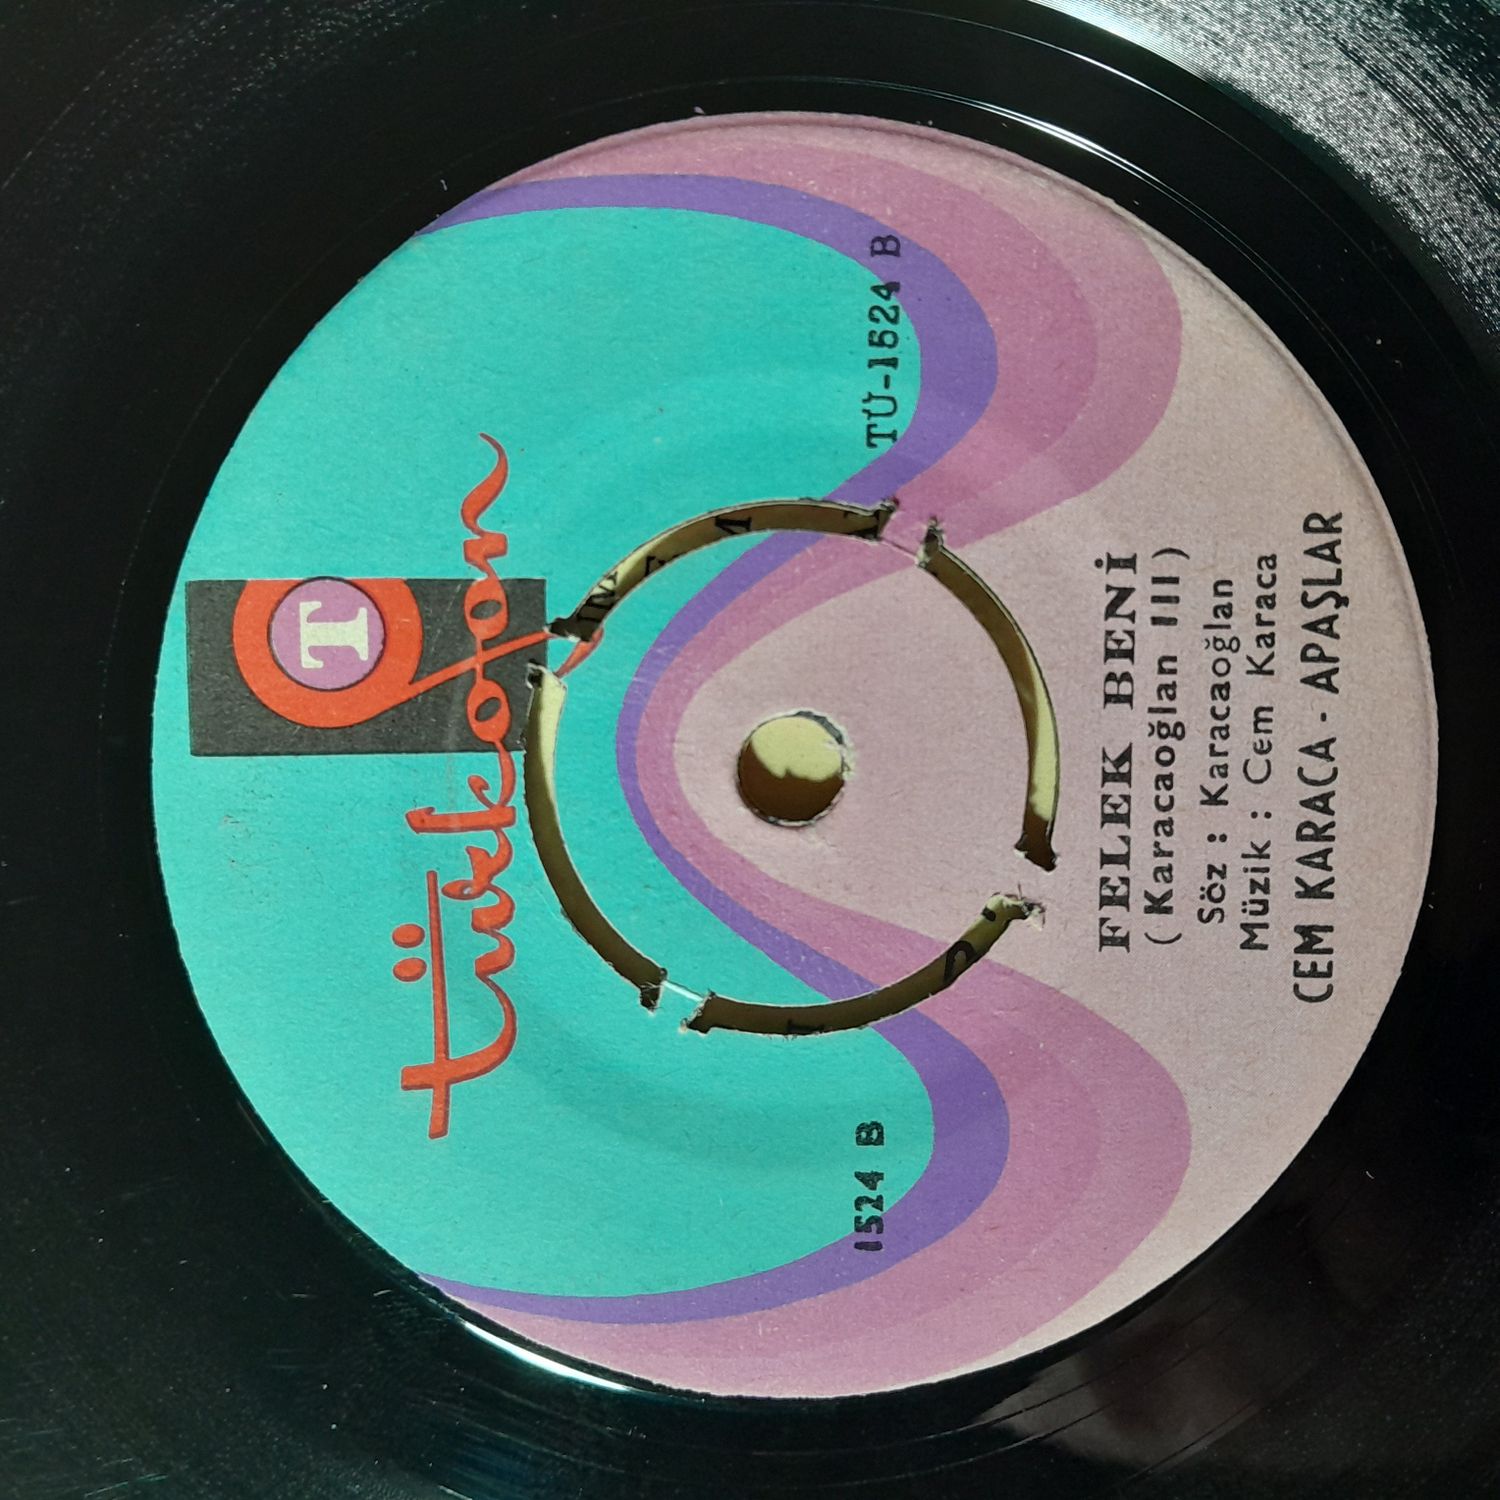 T
türkofon
1524 B
TÜ-1524 B
FELEK BENİ
(Karacaoğlan III)
Söz : Karacaoğlan
Müzik : Cem Karaca
CEM KARACA - APAŞLAR